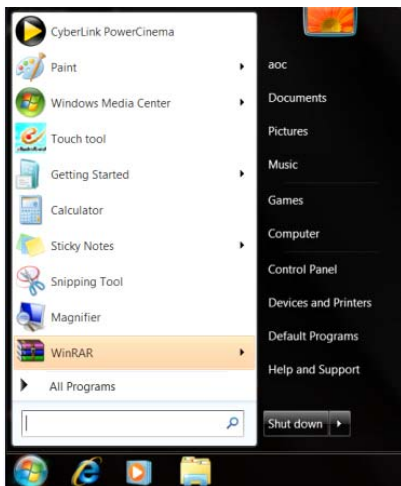 CyberLink PowerCinema
Paint
Windows Media Center
Touch tool
Getting Started
Calculator
Sticky Notes
Snipping Tool
Magnifier
WinRAR
All Programs
aoc
Documents
Pictures
Music
Games
Computer
Control Panel
Devices and Printers
Default Programs
Help and Support
Shut down